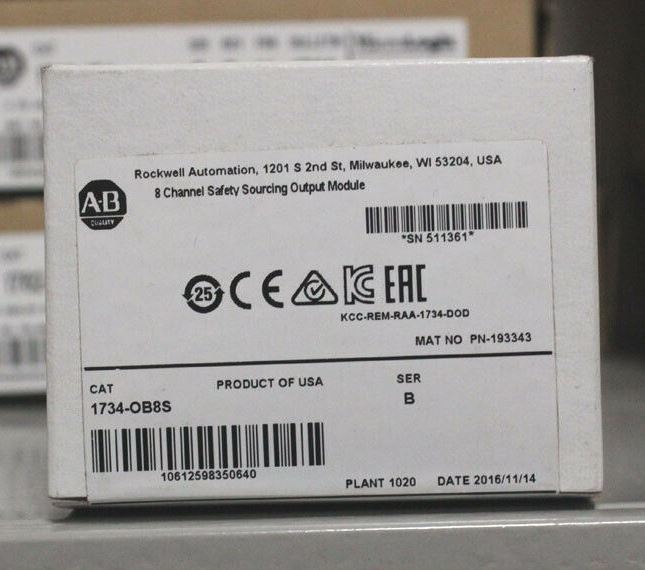 Rockwell Automation, 1201 S 2nd St, Milwaukee, WI 53204, USA
8 Channel Safety Sourcing Output Module
A-B
QUALITY
*SN 511361*
25 CE KC EAC
KCC-REM-RAA-1734-DOD
MAT NO PN-193343
CAT PRODUCT OF USA SER
1734-OB8S B
10612598350640
PLANT 1020 DATE 2016/11/14